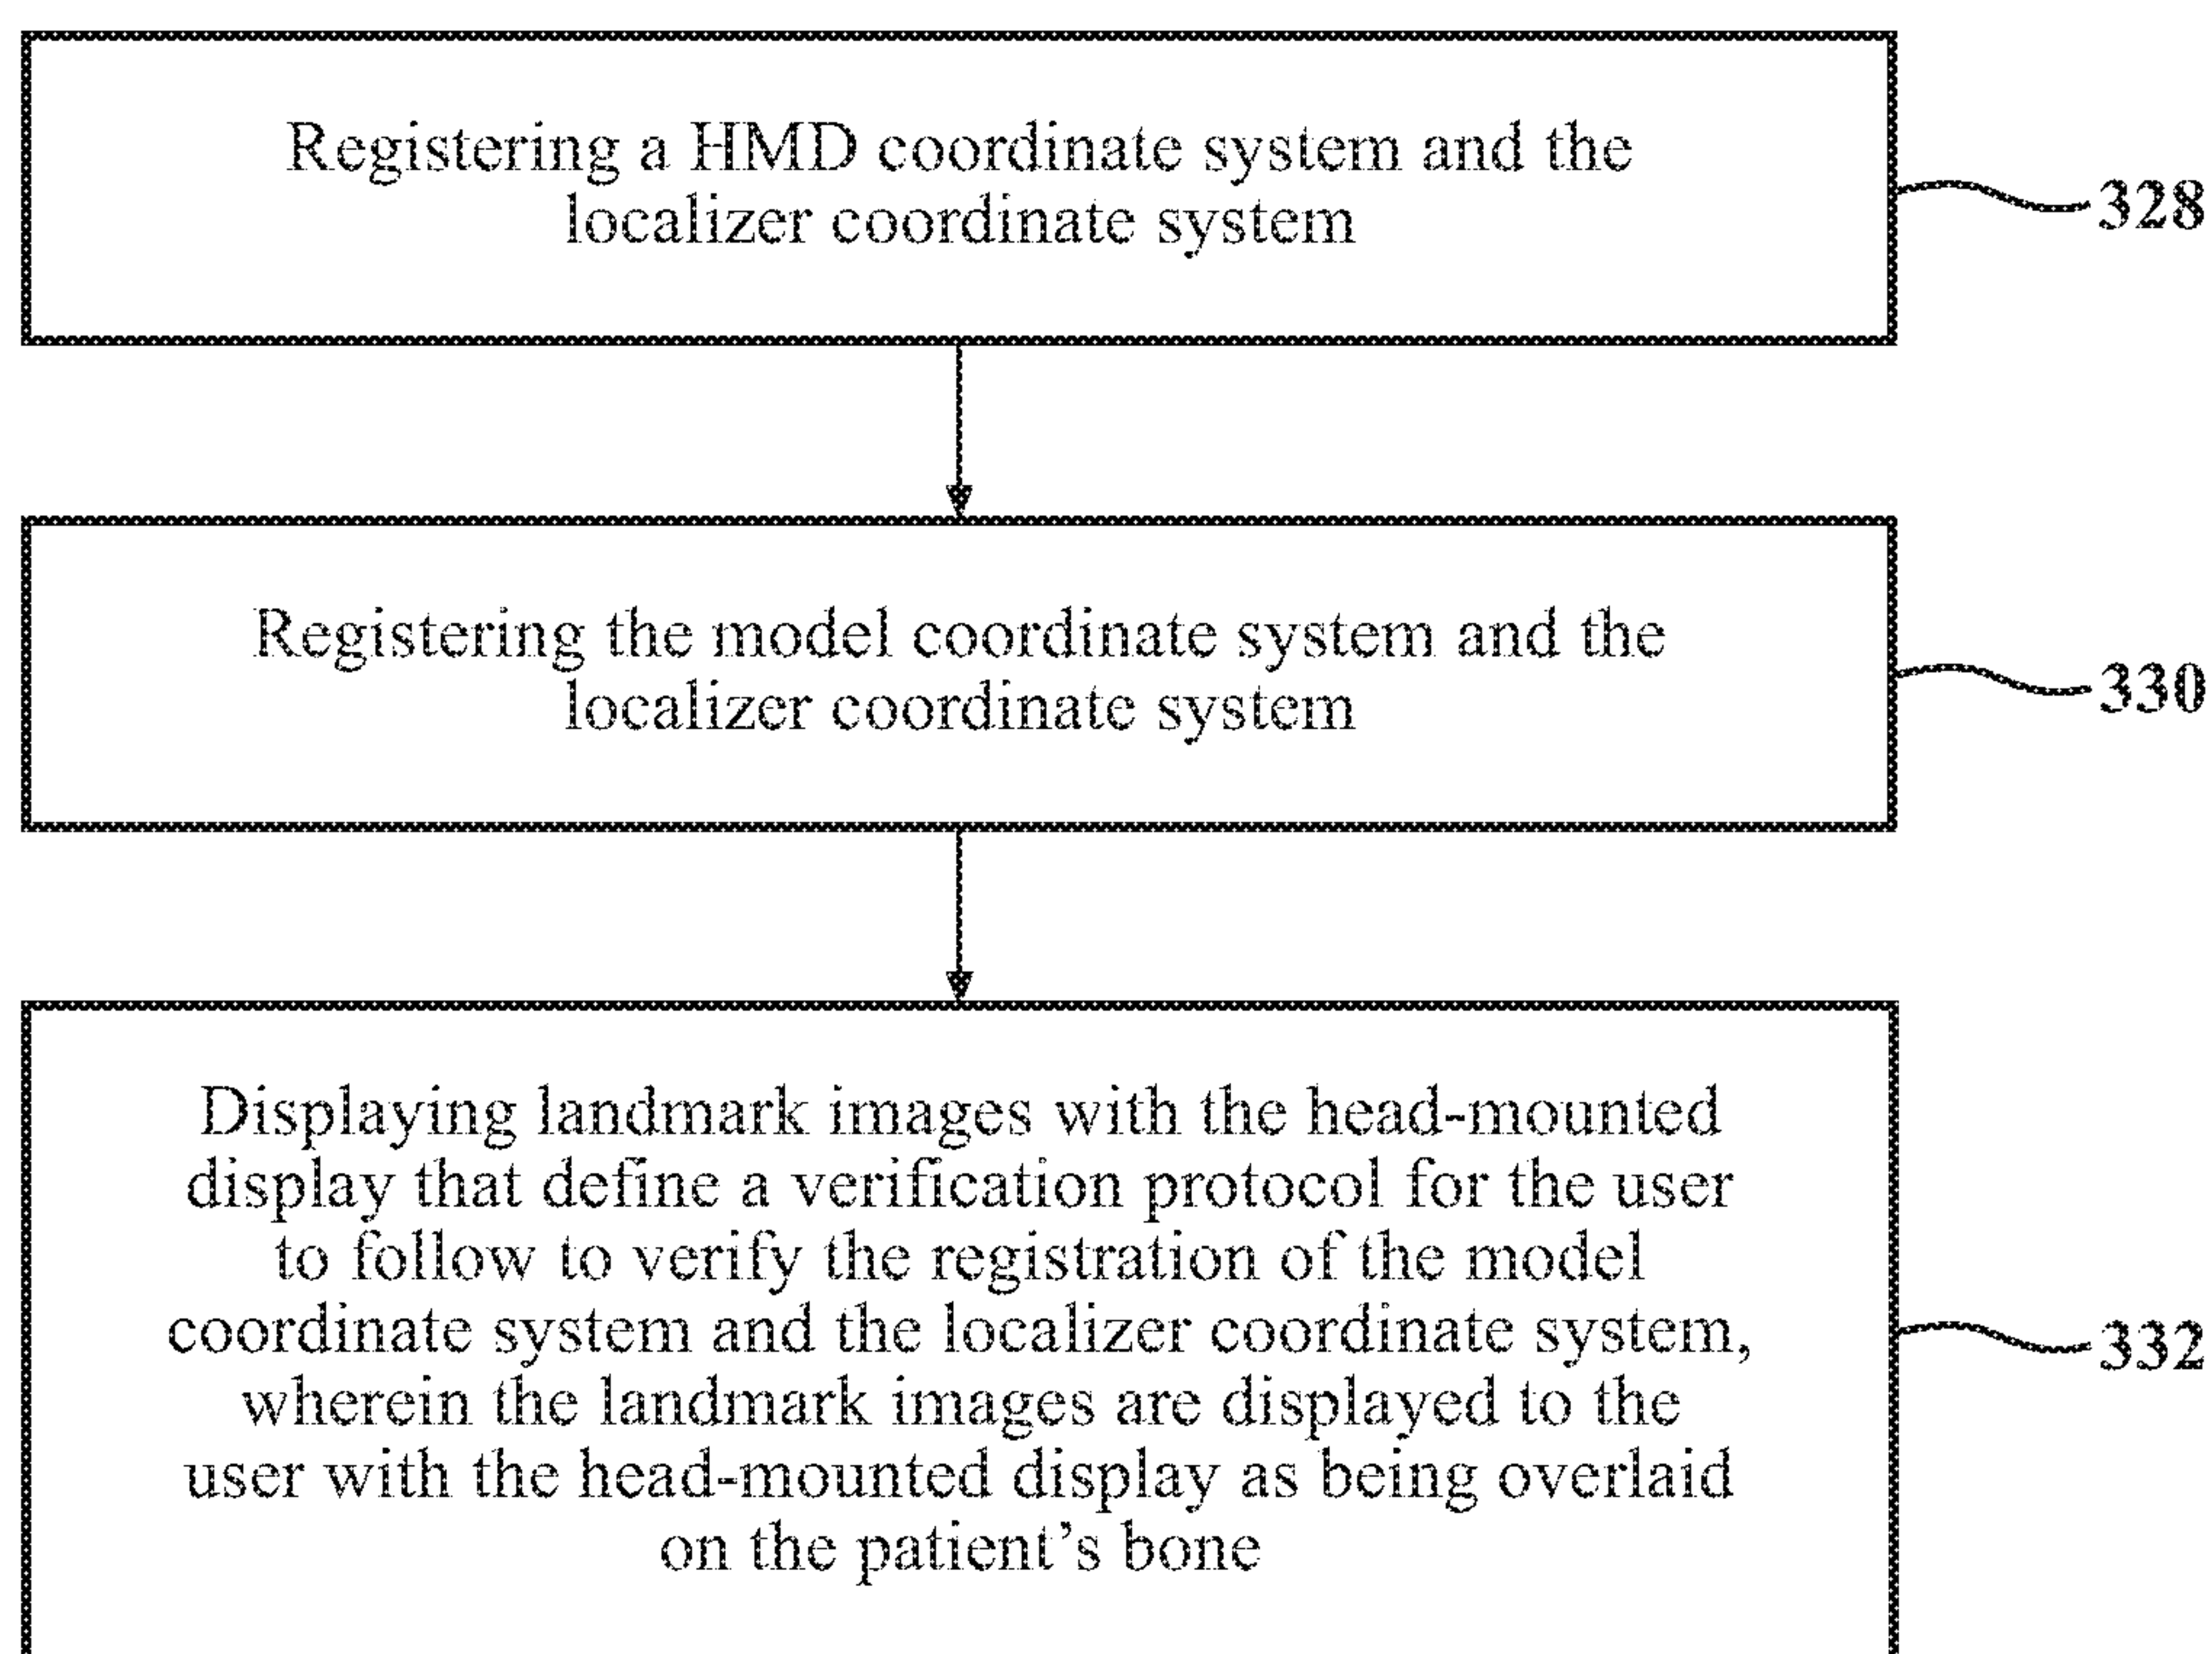 Registering a HMD coordinate system and the
localizer coordinate system
328
Registering the model coordinate system and the
localizer coordinate system
330
Displaying landmark images with the head-mounted
display that define a verification protocol for the user
to follow to verify the registration of the model
coordinate system and the localizer coordinate system,
wherein the landmark images are displayed to the
user with the head-mounted display as being overlaid
on the patient's bone
332